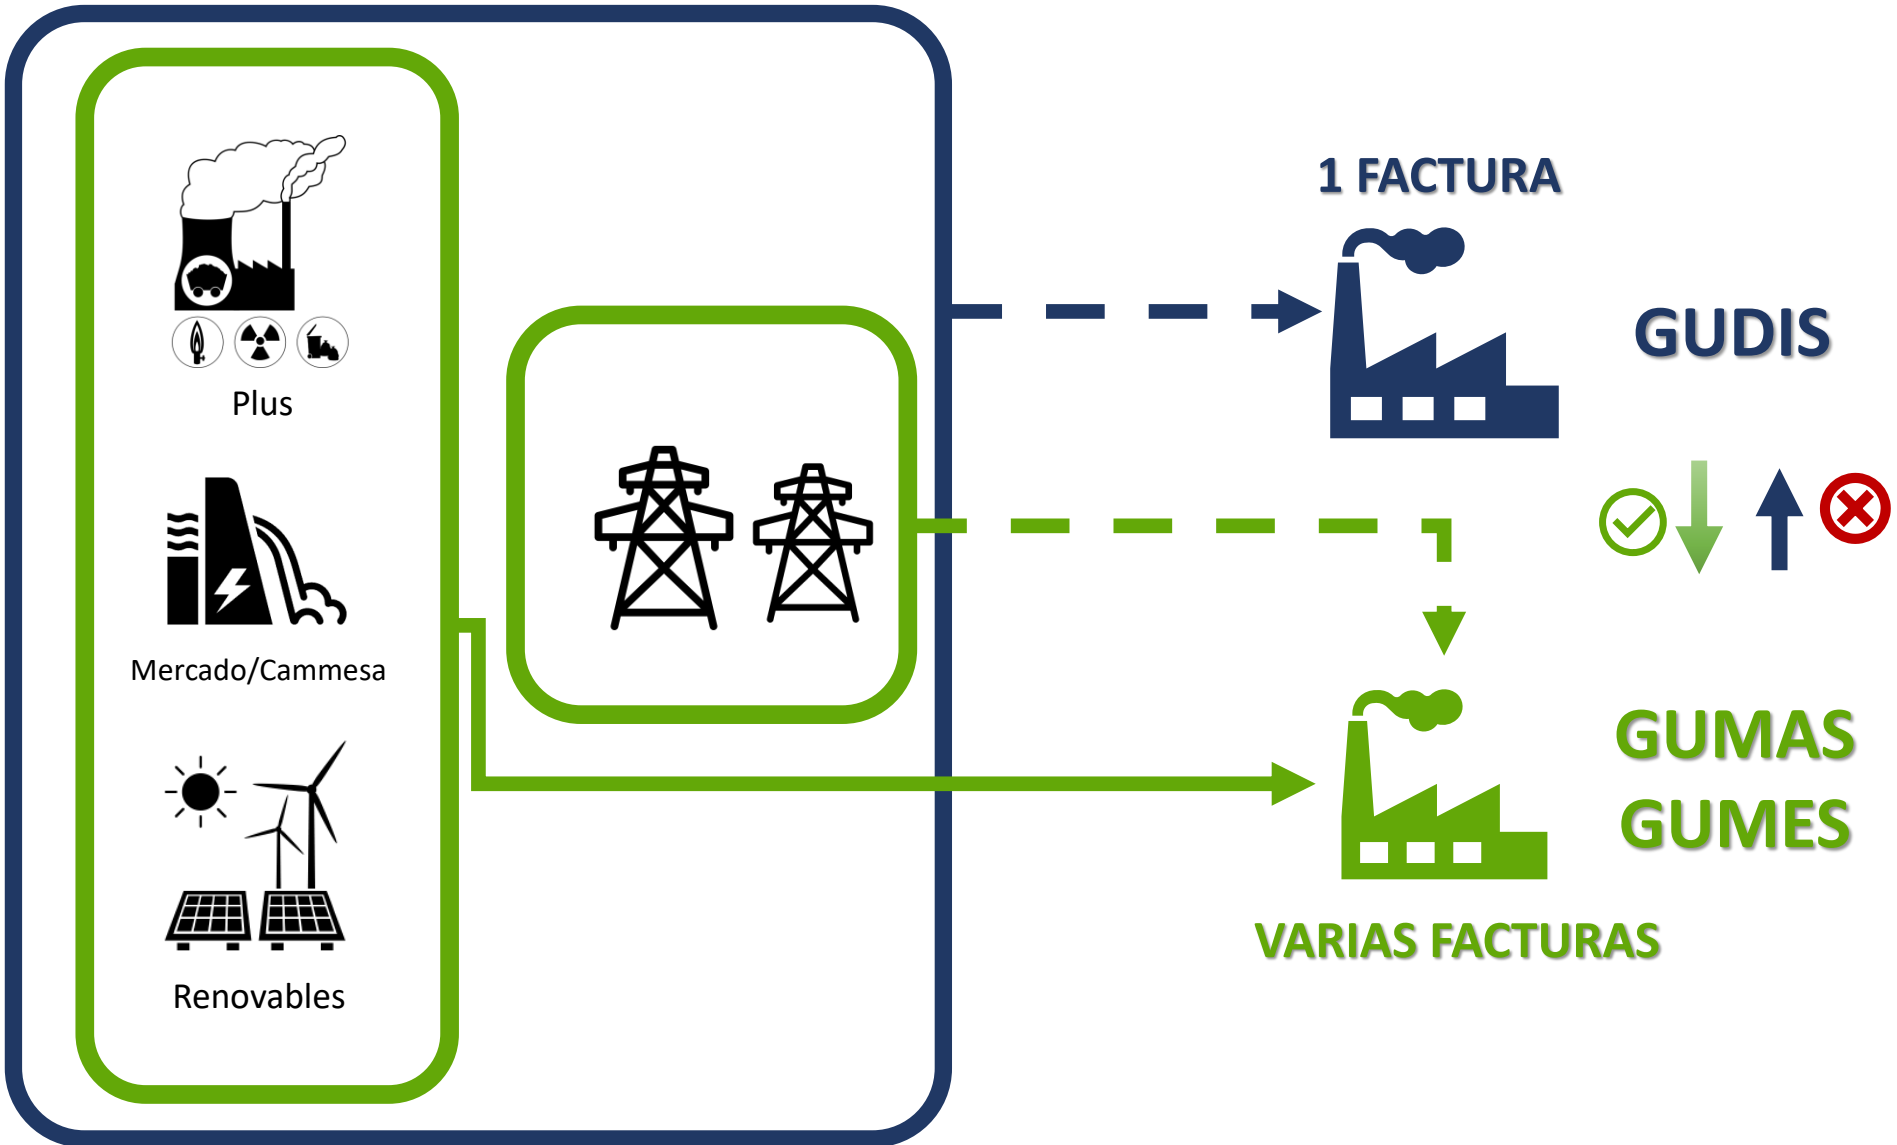 Plus
Mercado/Cammesa
Renovables
1 FACTURA
GUDIS
GUMAS
GUMES
VARIAS FACTURAS